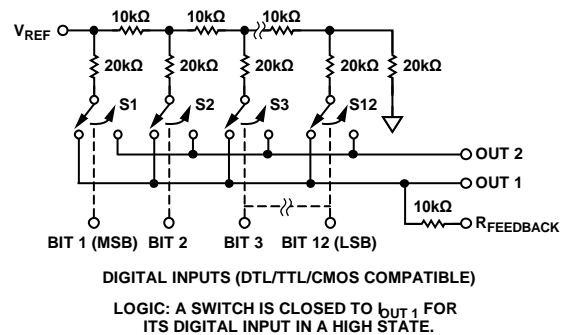 10kΩ 10kΩ 10kΩ
VREF
20kΩ 20kΩ 20kΩ 20kΩ 20kΩ
S1 S2 S3 S12
OUT 2
OUT 1
10kΩ
RFEEDBACK
BIT 1 (MSB) BIT 2 BIT 3 BIT 12 (LSB)
DIGITAL INPUTS (DTL/TTL/CMOS COMPATIBLE)
LOGIC: A SWITCH IS CLOSED TO IOUT 1 FOR
ITS DIGITAL INPUT IN A HIGH STATE.